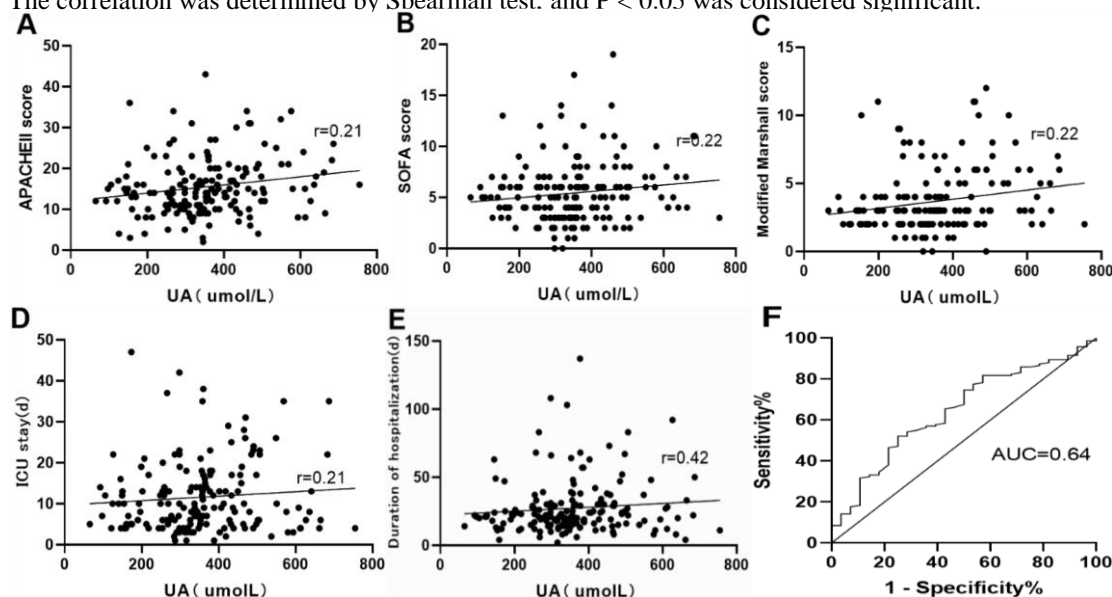 The correlation was determined by Spearman test. and P < 0.05 was considered significant.
A
APACHEII score
50
40
30
20
10
0
r=0.21
0 200 400 600 800
UA( umol/L)
B
SOFA score
20
15
10
5
0
r=0.22
0 200 400 600 800
UA( umol/L)
C
Modified Marshall score
15
10
5
0
r=0.22
0 200 400 600 800
UA( umolL)
D
ICU stay(d)
50
40
30
20
10
0
r=0.21
0 200 400 600 800
UA( umolL)
E
Duration of hospitalization(d)
150
100
50
0
r=0.42
0 200 400 600 800
UA( umolL)
F
Sensitivity%
100
80
60
40
20
0
AUC=0.64
0 20 40 60 80 100
1 - Specificity%